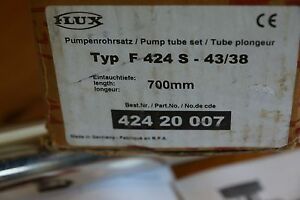 FLUX
CE
Pumpenrohrsatz / Pump tube set / Tube plongeur
Typ F 424 S - 43/38
Eintauchtiefe:
length:
longeur:
700mm
Best.Nr. / Part.No. / No.de cde
424 20 007
Made in Germany - Fabriqué en R.F.A.